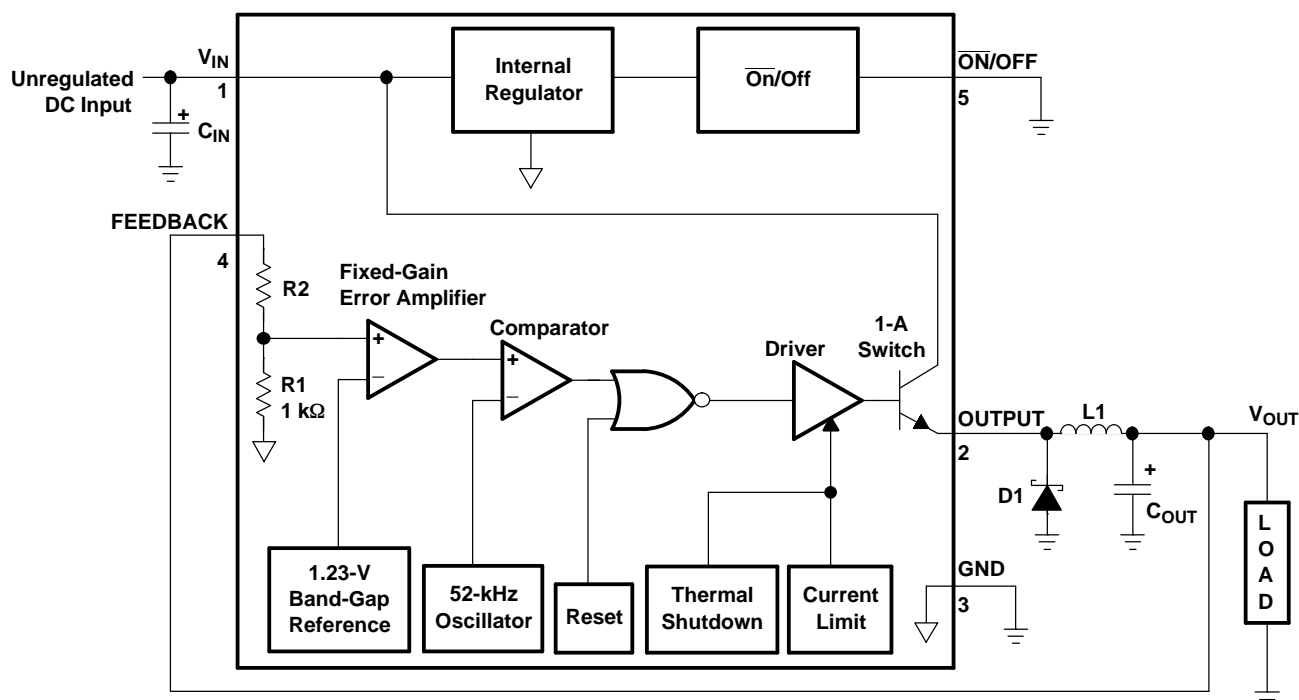 Unregulated
DC Input
V_IN
1
+
C_IN
Internal
Regulator
On/Off
ON/OFF
5
FEEDBACK
4
R2
R1
1 kΩ
Fixed-Gain
Error Amplifier
+
−
Comparator
+
−
Driver
1-A
Switch
OUTPUT
2
L1
V_OUT
D1
+
C_OUT
L
O
A
D
1.23-V
Band-Gap
Reference
52-kHz
Oscillator
Reset
Thermal
Shutdown
Current
Limit
GND
3